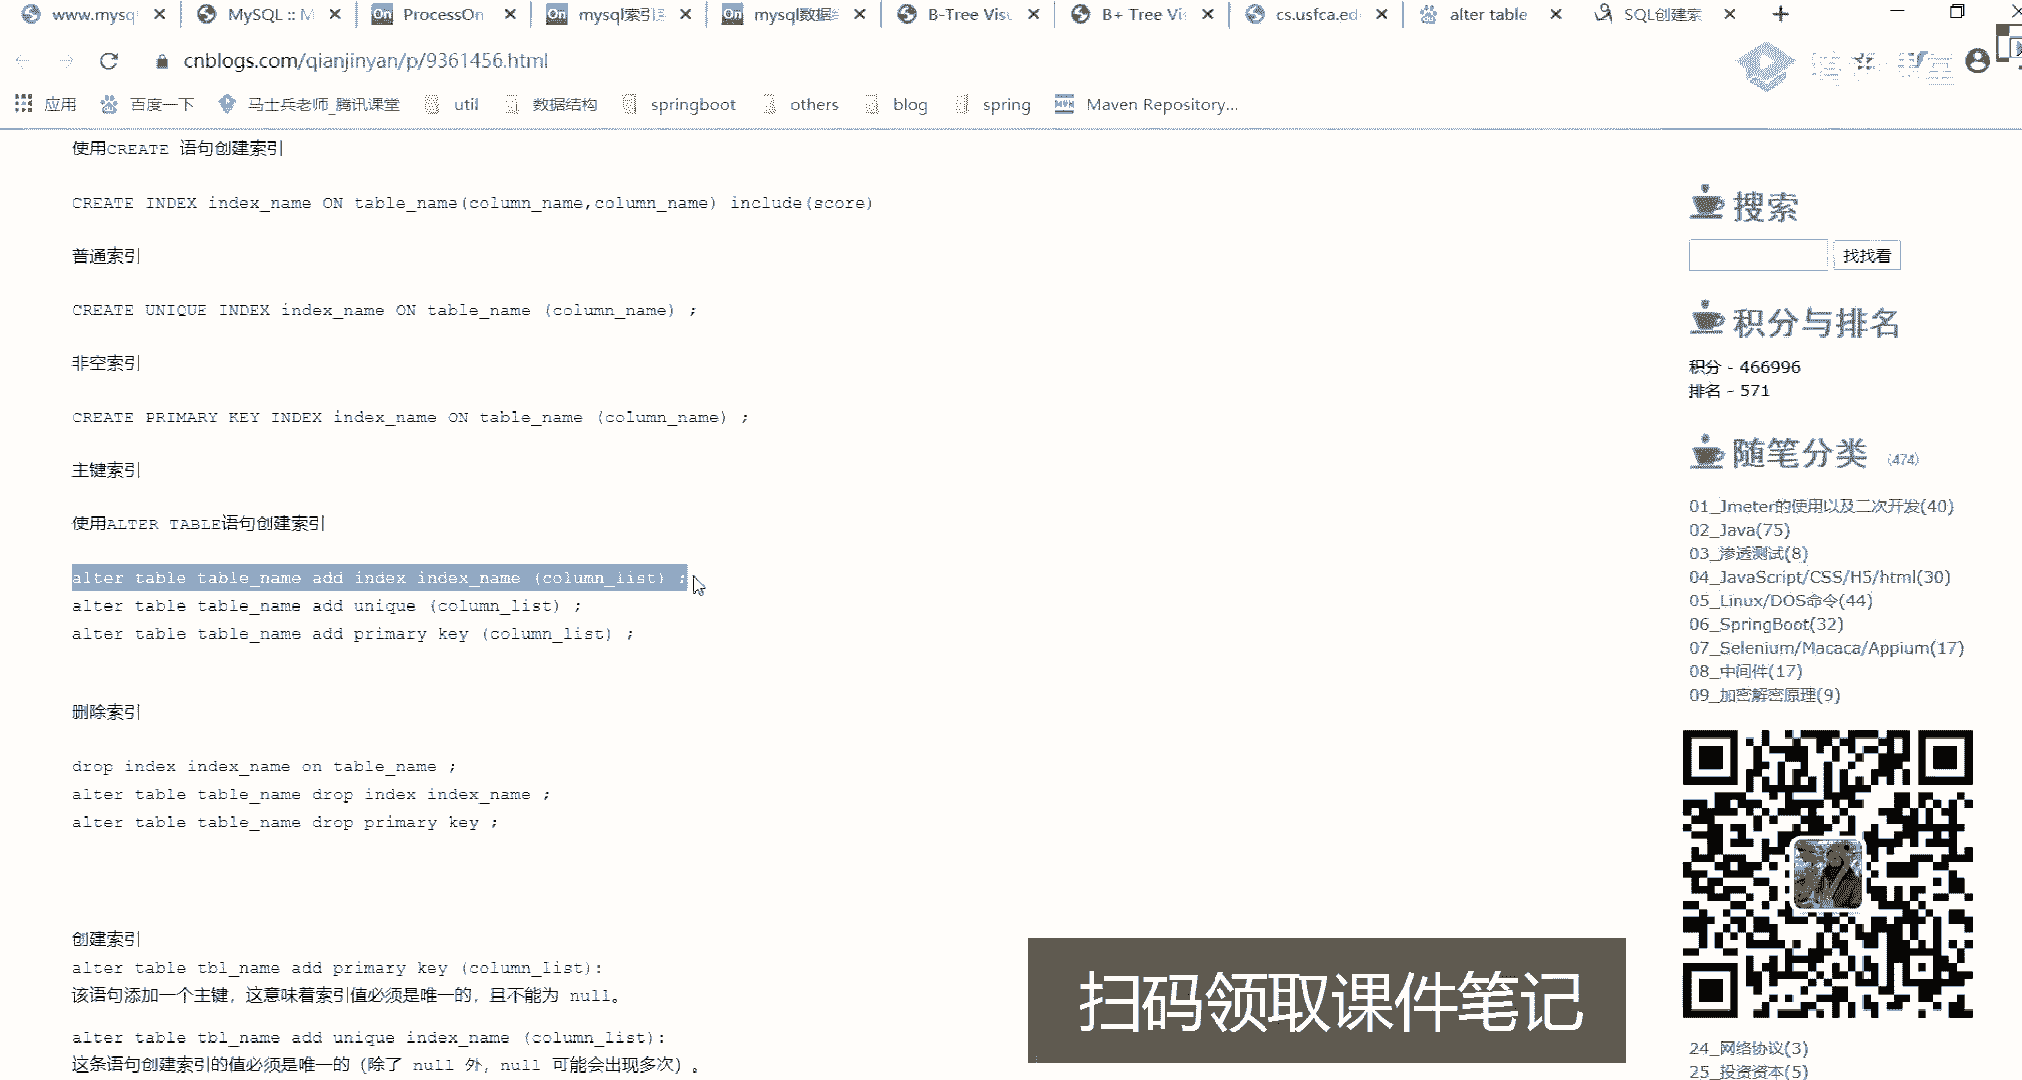 www.mysq
MySQL :: M
ProcessOn
mysql索引系
mysql数据结
B-Tree Visu
B+ Tree Vi
cs.usfca.ed
alter table
SQL创建索
cnblogs.com/qianjinyan/p/9361456.html
应用
百度一下
马士兵老师_腾讯课堂
util
数据结构
springboot
others
blog
spring
Maven Repository...
使用CREATE 语句创建索引
CREATE INDEX index_name ON table_name(column_name,column_name) include(score)
普通索引
CREATE UNIQUE INDEX index_name ON table_name (column_name) ;
非空索引
CREATE PRIMARY KEY INDEX index_name ON table_name (column_name) ;
主键索引
使用ALTER TABLE语句创建索引
alter table table_name add index index_name (column_list) ;
alter table table_name add unique (column_list) ;
alter table table_name add primary key (column_list) ;
删除索引
drop index index_name on table_name ;
alter table table_name drop index index_name ;
alter table table_name drop primary key ;
创建索引
alter table tbl_name add primary key (column_list):
该语句添加一个主键，这意味着索引值必须是唯一的，且不能为 null。
alter table tbl_name add unique index_name (column_list):
这条语句创建索引的值必须是唯一的（除了 null 外，null 可能会出现多次）。
搜索
找找看
积分与排名
积分 - 466996
排名 - 571
随笔分类 (474)
01_Jmeter的使用以及二次开发(40)
02_Java(75)
03_渗透测试(8)
04_JavaScript/CSS/H5/html(30)
05_Linux/DOS命令(44)
06_SpringBoot(32)
07_Selenium/Macaca/Appium(17)
08_中间件(17)
09_加密解密原理(9)
扫码领取课件笔记
24_网络协议(3)
25_投资资本(5)